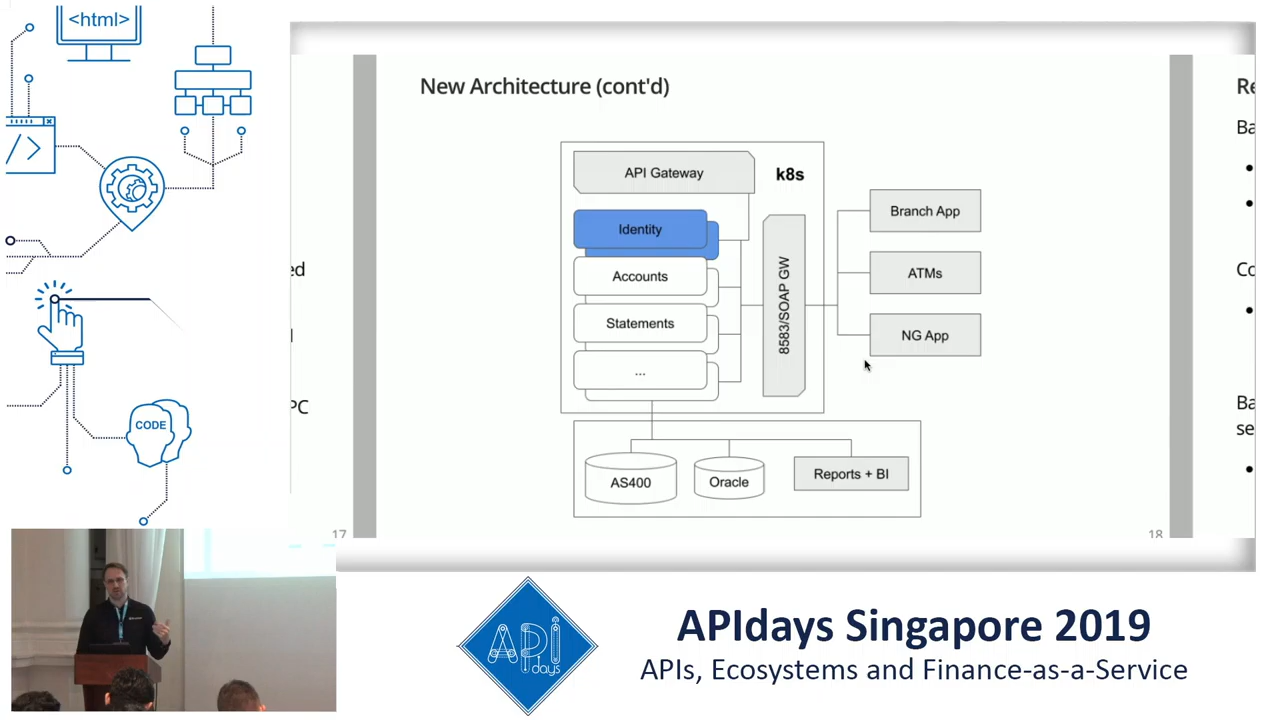 <html>
/>
CODE
ed
PC
17
New Architecture (cont'd)
API Gateway
k8s
Identity
Accounts
Statements
...
8583/SOAP GW
Branch App
ATMs
NG App
AS400
Oracle
Reports + BI
18
Re
Ba
Co
Ba
se
API
days
APIdays Singapore 2019
APIs, Ecosystems and Finance-as-a-Service